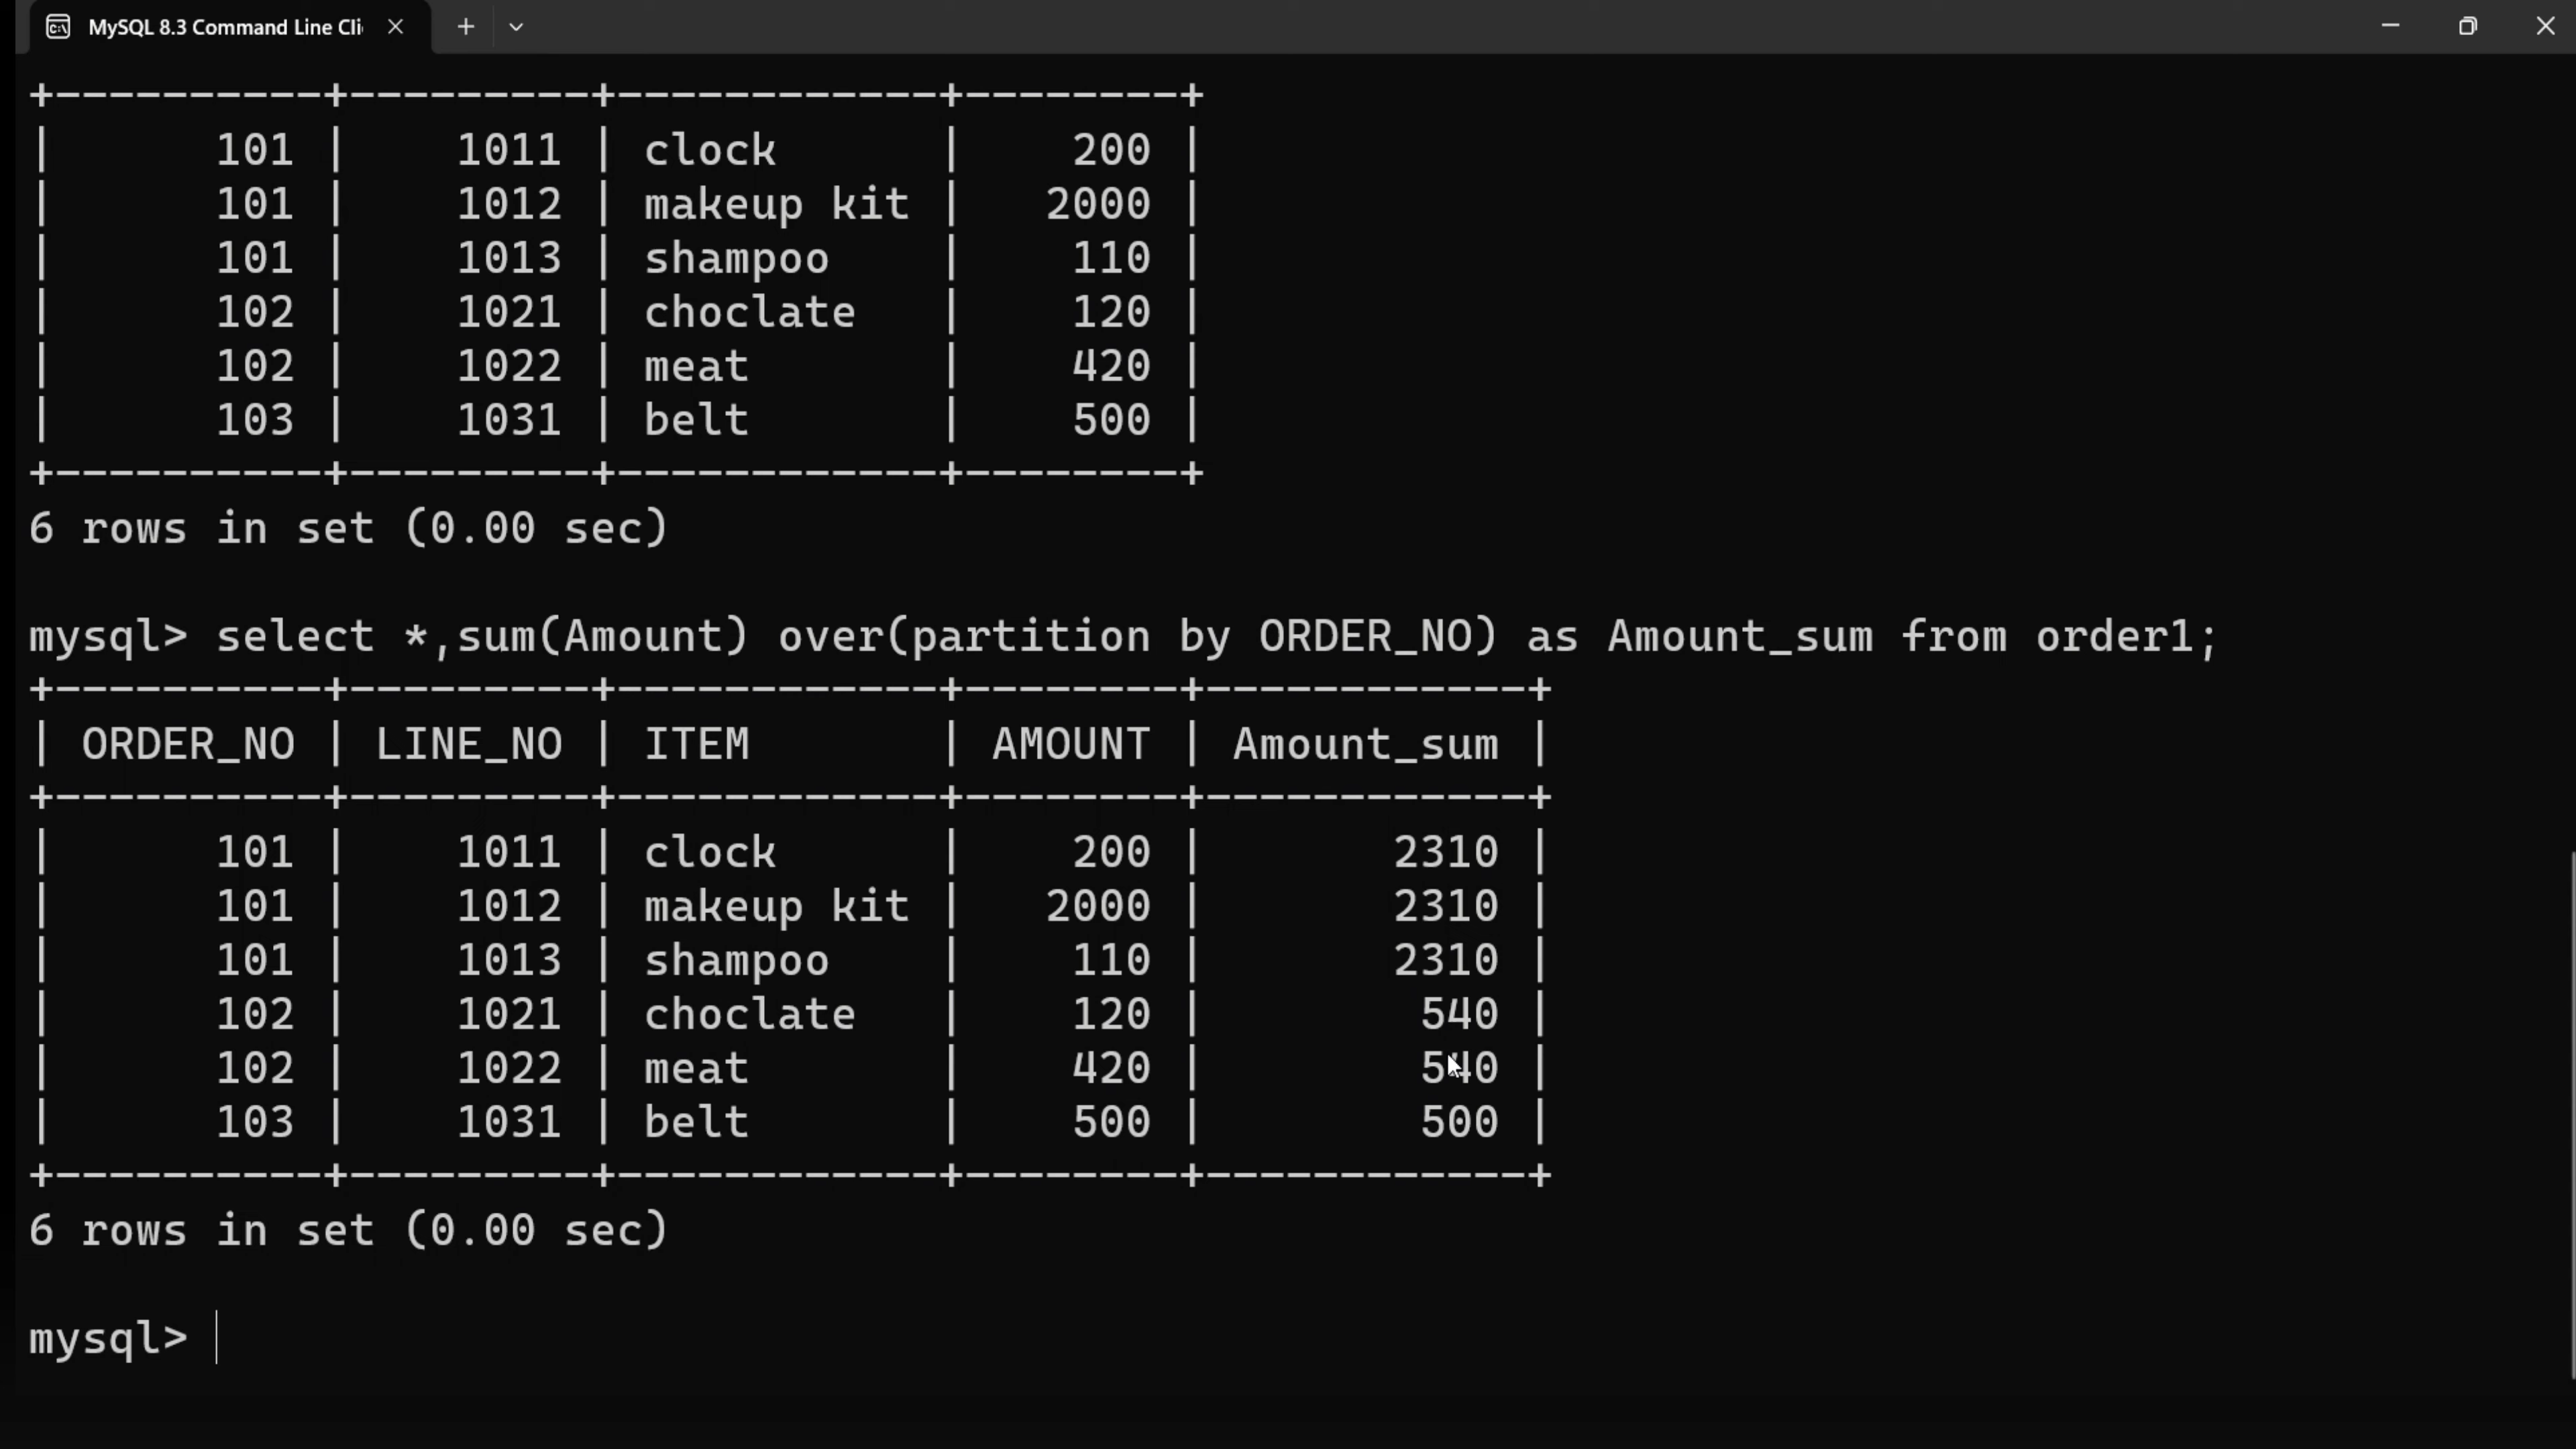 MySQL 8.3 Command Line Cli
+----------+---------+------------+--------+
| 101 | 1011 | clock | 200 |
| 101 | 1012 | makeup kit | 2000 |
| 101 | 1013 | shampoo | 110 |
| 102 | 1021 | choclate | 120 |
| 102 | 1022 | meat | 420 |
| 103 | 1031 | belt | 500 |
+----------+---------+------------+--------+
6 rows in set (0.00 sec)
mysql> select *,sum(Amount) over(partition by ORDER_NO) as Amount_sum from order1;
+----------+---------+------------+--------+------------+
| ORDER_NO | LINE_NO | ITEM | AMOUNT | Amount_sum |
+----------+---------+------------+--------+------------+
| 101 | 1011 | clock | 200 | 2310 |
| 101 | 1012 | makeup kit | 2000 | 2310 |
| 101 | 1013 | shampoo | 110 | 2310 |
| 102 | 1021 | choclate | 120 | 540 |
| 102 | 1022 | meat | 420 | 540 |
| 103 | 1031 | belt | 500 | 500 |
+----------+---------+------------+--------+------------+
6 rows in set (0.00 sec)
mysql>